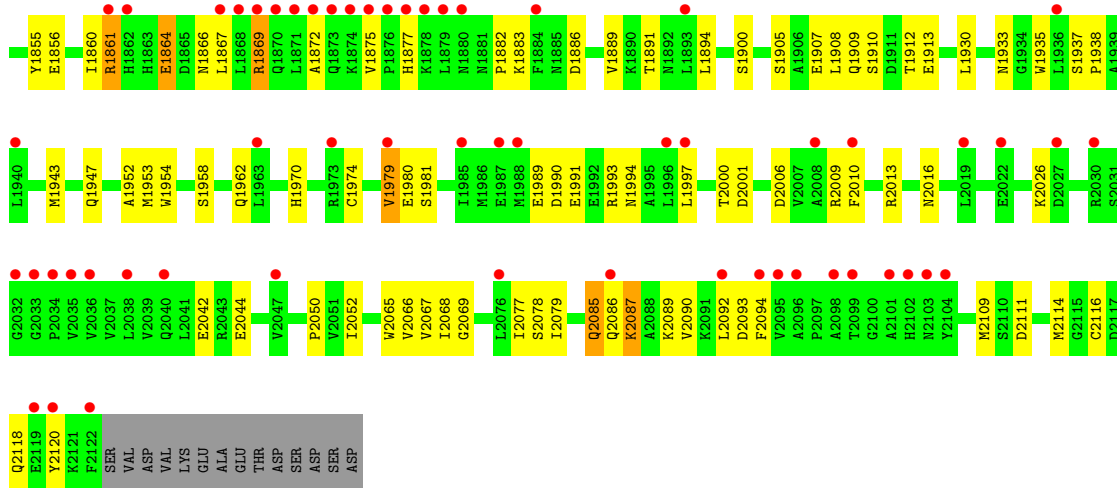 Y1855 E1856 I1860 R1861 H1862 H1863 E1864 D1865 N1866 L1867 L1868 R1869 Q1870 L1871 A1872 Q1873 K1874 V1875 P1876 H1877 K1878 L1879 N1880 N1881 P1882 K1883 F1884 N1885 D1886 V1889 K1890 T1891 N1892 L1893 L1894 S1900 S1905 A1906 E1907 L1908 Q1909 S1910 D1911 T1912 E1913 L1930 N1933 G1934 W1935 L1936 S1937 P1938 A1939
L1940 M1943 Q1947 A1952 M1953 W1954 S1958 Q1962 L1963 H1970 R1973 C1974 V1979 E1980 S1981 I1985 M1986 E1987 M1988 E1989 D1990 E1991 E1992 R1993 N1994 A1995 L1996 L1997 T2000 D2001 D2006 V2007 A2008 R2009 F2010 R2013 N2016 L2019 E2022 K2026 D2027 R2030 S2031
G2032 G2033 P2034 V2035 V2036 V2037 L2038 V2039 Q2040 L2041 E2042 R2043 E2044 V2047 P2050 V2051 I2052 W2065 V2066 V2067 I2068 G2069 L2076 I2077 S2078 I2079 Q2085 Q2086 K2087 A2088 K2089 V2090 K2091 L2092 D2093 F2094 V2095 A2096 P2097 A2098 T2099 G2100 A2101 H2102 N2103 Y2104 M2109 S2110 D2111 M2114 G2115 C2116 D2117
Q2118 E2119 Y2120 K2121 F2122 SER VAL ASP VAL LYS GLU ALA GLU THR ASP SER ASP SER ASP